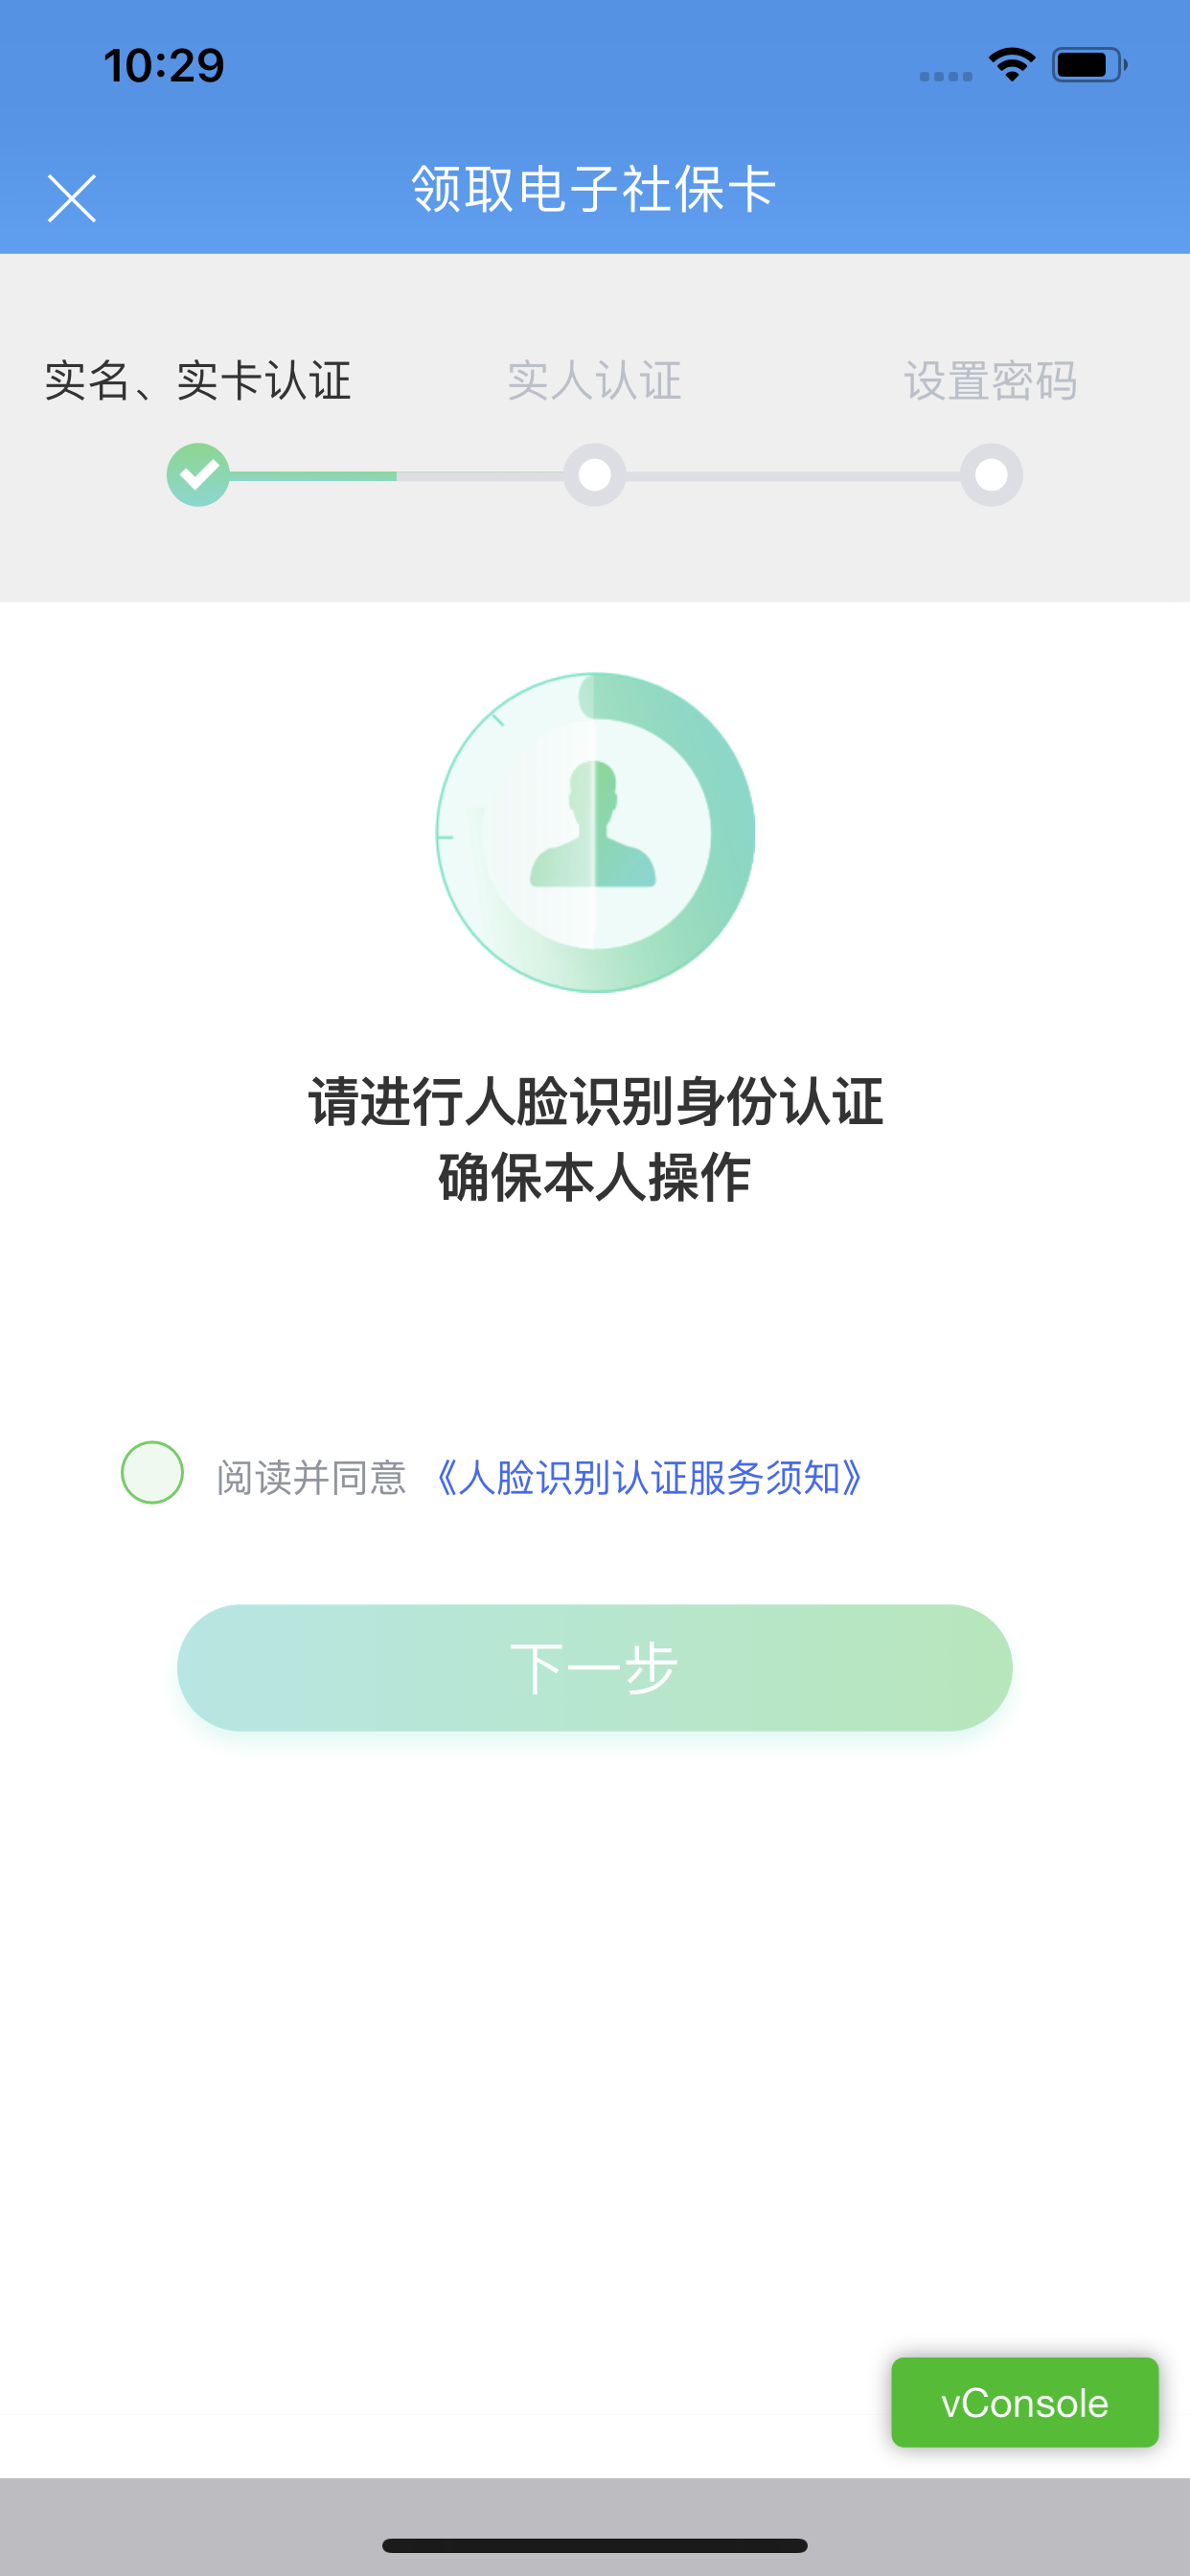 10:29
领取电子社保卡
实名、实卡认证
实人认证
设置密码
请进行人脸识别身份认证
确保本人操作
阅读并同意《人脸识别认证服务须知》
下一步
vConsole